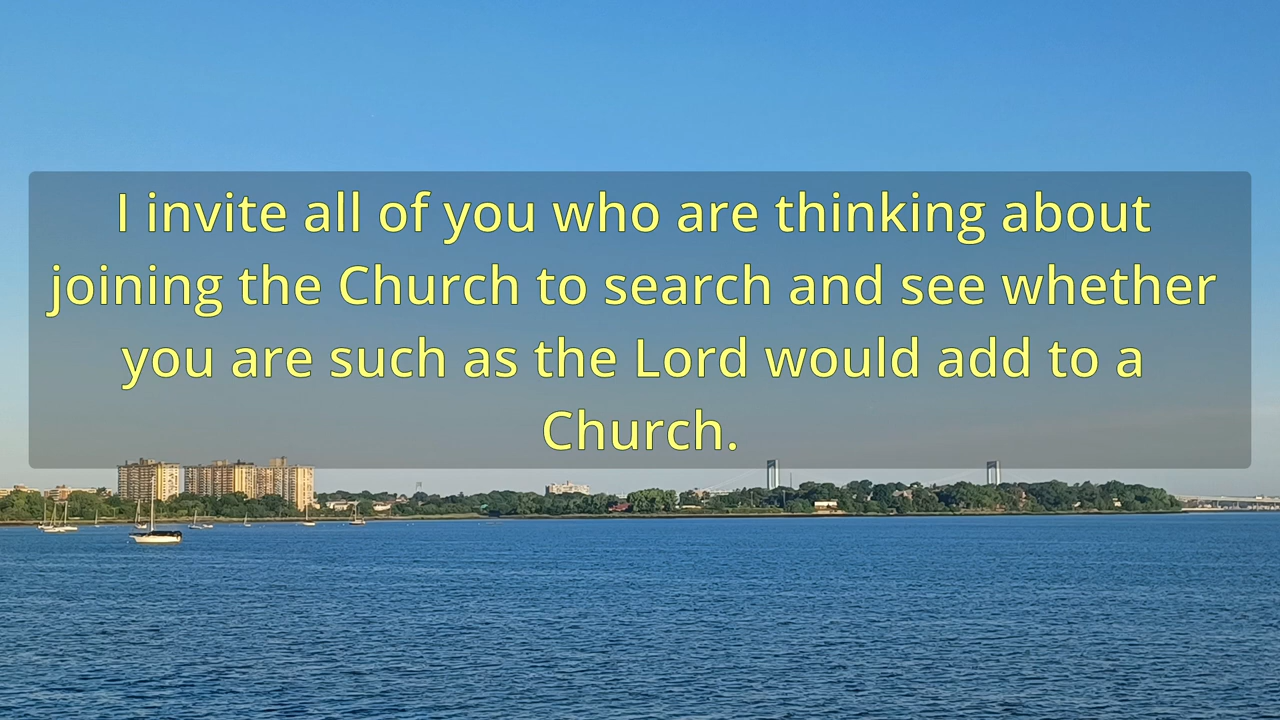 I invite all of you who are thinking about
joining the Church to search and see whether
you are such as the Lord would add to a
Church.